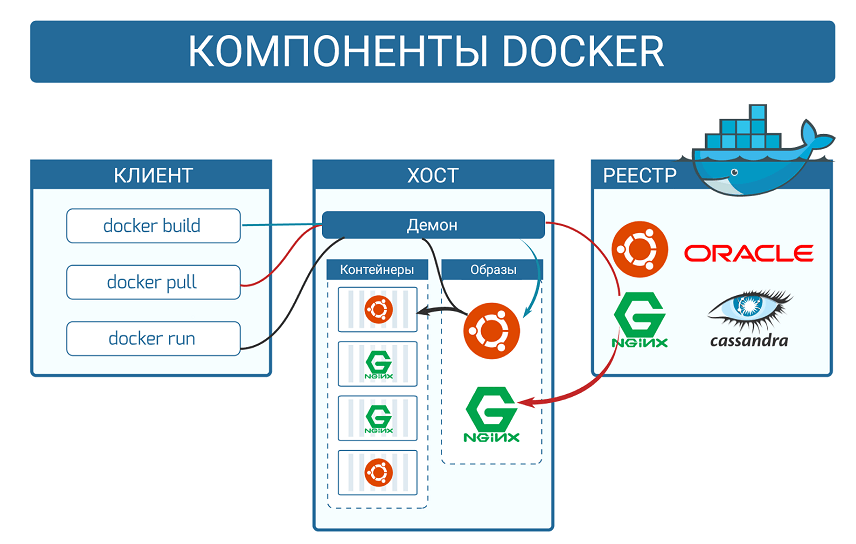 КОМПОНЕНТЫ DOCKER
КЛИЕНТ
docker build
docker pull
docker run
ХОСТ
Демон
Контейнеры
NGiNX
NGiNX
Образы
NGiNX
РЕЕСТР
ORACLE
NGiNX
cassandra